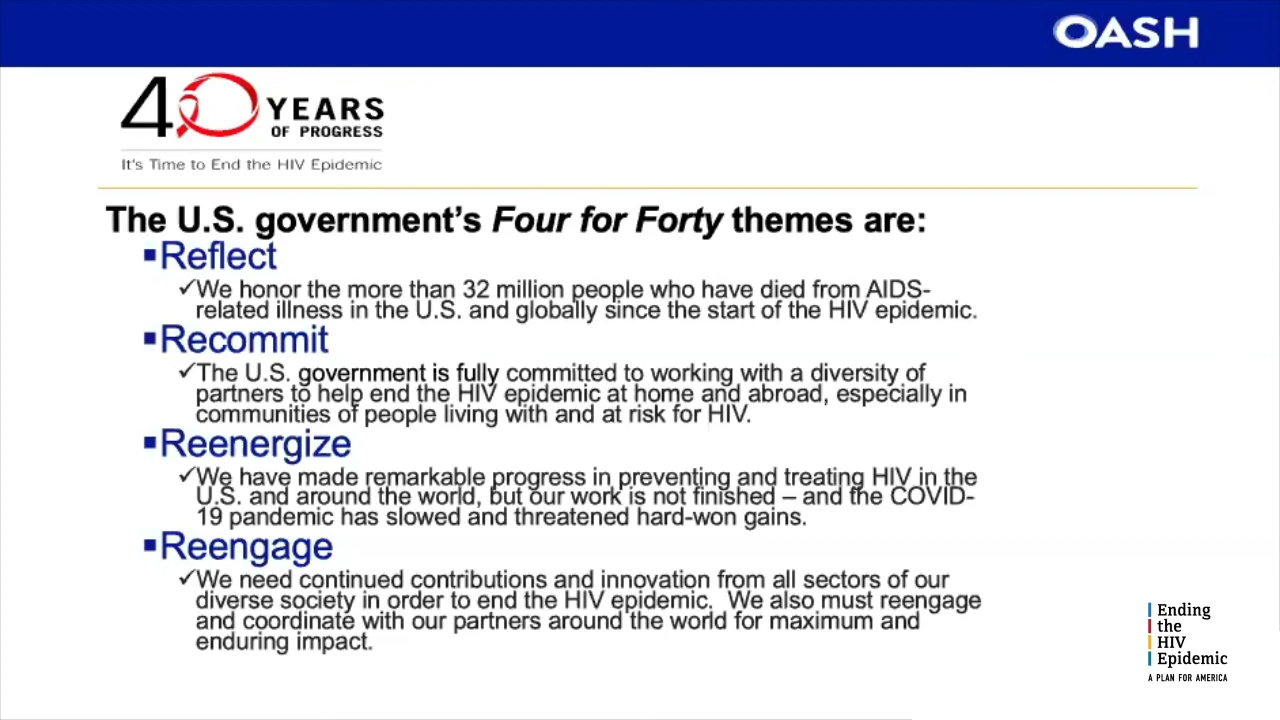 OASH
40 YEARS
OF PROGRESS
It's Time to End the HIV Epidemic
The U.S. government's Four for Forty themes are:
▪Reflect
✓We honor the more than 32 million people who have died from AIDS-
related illness in the U.S. and globally since the start of the HIV epidemic.
▪Recommit
✓The U.S. government is fully committed to working with a diversity of
partners to help end the HIV epidemic at home and abroad, especially in
communities of people living with and at risk for HIV.
▪Reenergize
✓We have made remarkable progress in preventing and treating HIV in the
U.S. and around the world, but our work is not finished – and the COVID-
19 pandemic has slowed and threatened hard-won gains.
▪Reengage
✓We need continued contributions and innovation from all sectors of our
diverse society in order to end the HIV epidemic.  We also must reengage
and coordinate with our partners around the world for maximum and
enduring impact.
Ending
the
HIV
Epidemic
A PLAN FOR AMERICA